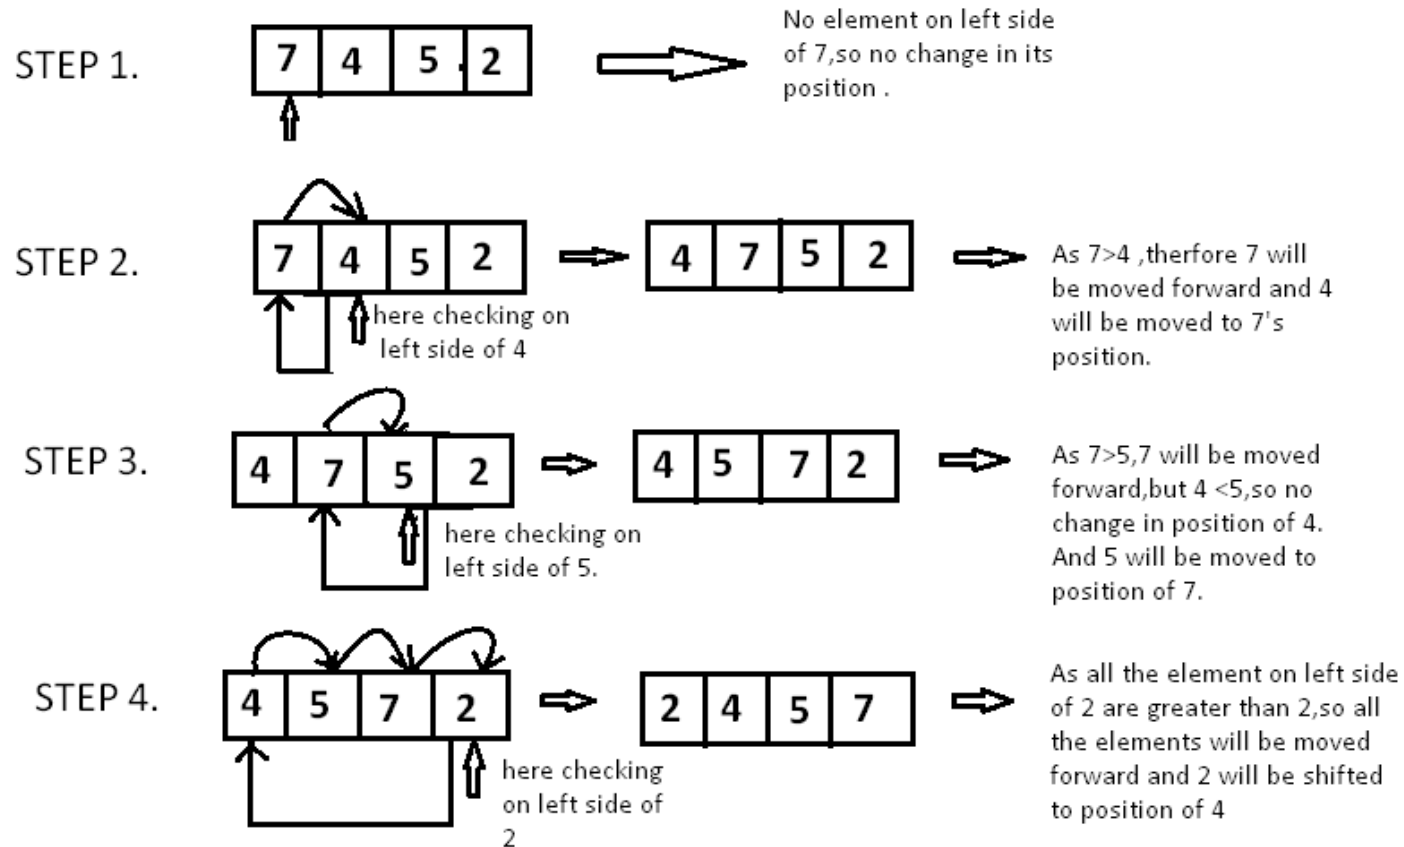 STEP 1.
7 4 5 . 2
No element on left side
of 7,so no change in its
position .
STEP 2.
7 4 5 2
here checking on
left side of 4
4 7 5 2
As 7>4 ,therfore 7 will
be moved forward and 4
will be moved to 7's
position.
STEP 3.
4 7 5 2
here checking on
left side of 5.
4 5 7 2
As 7>5,7 will be moved
forward,but 4 <5,so no
change in position of 4.
And 5 will be moved to
position of 7.
STEP 4.
4 5 7 2
here checking
on left side of
2
2 4 5 7
As all the element on left side
of 2 are greater than 2,so all
the elements will be moved
forward and 2 will be shifted
to position of 4